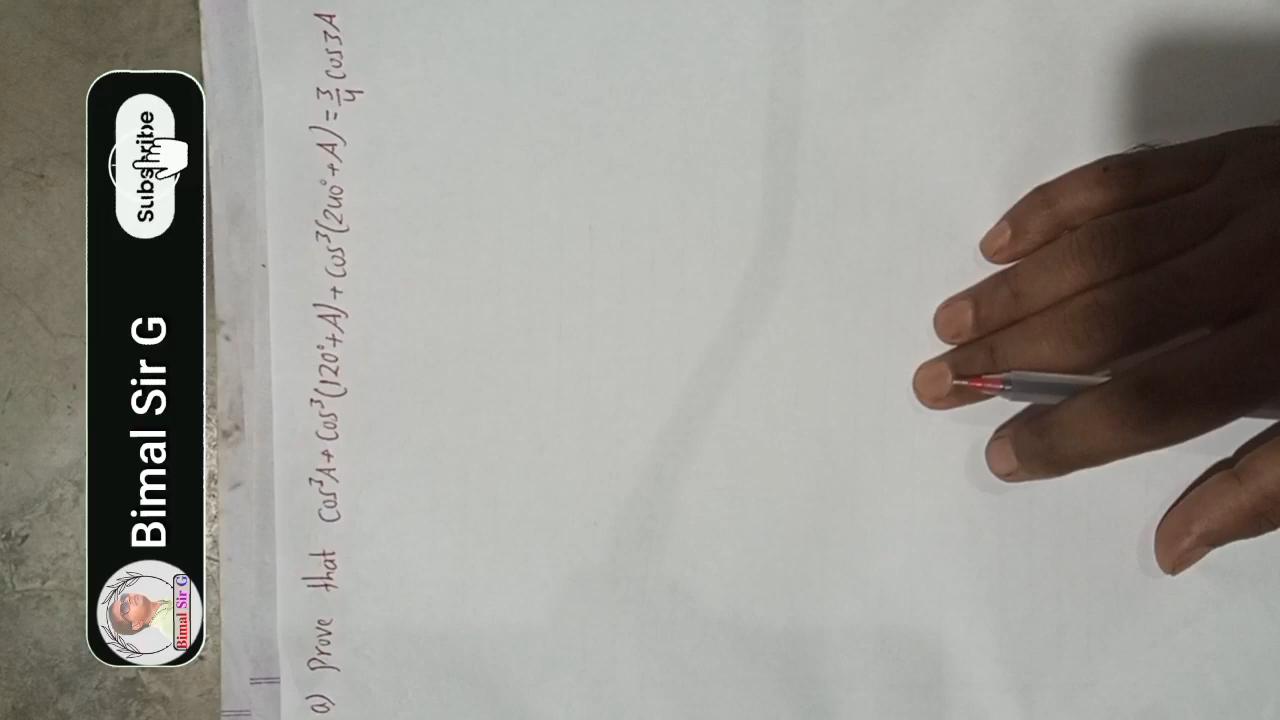 Subscribe
Bimal Sir G
Bimal Sir G
a) Prove that Cos³A + Cos³(120° + A) + Cos³(240° + A) = 3/4 Cos3A